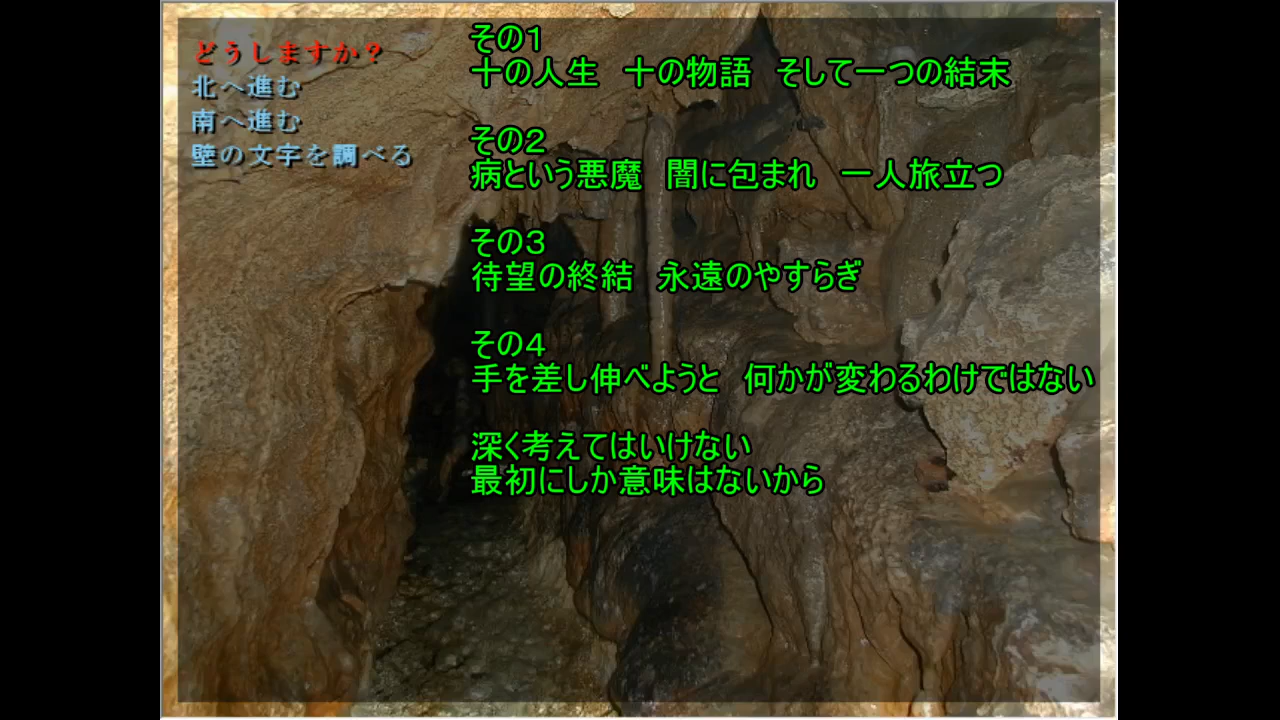 どうしますか？
北へ進む
南へ進む
壁の文字を調べる
その１
十の人生　十の物語　そして一つの結末
その２
病という悪魔　闇に包まれ　一人旅立つ
その３
待望の終結　永遠のやすらぎ
その４
手を差し伸べようと　何かが変わるわけではない
深く考えてはいけない
最初にしか意味はないから